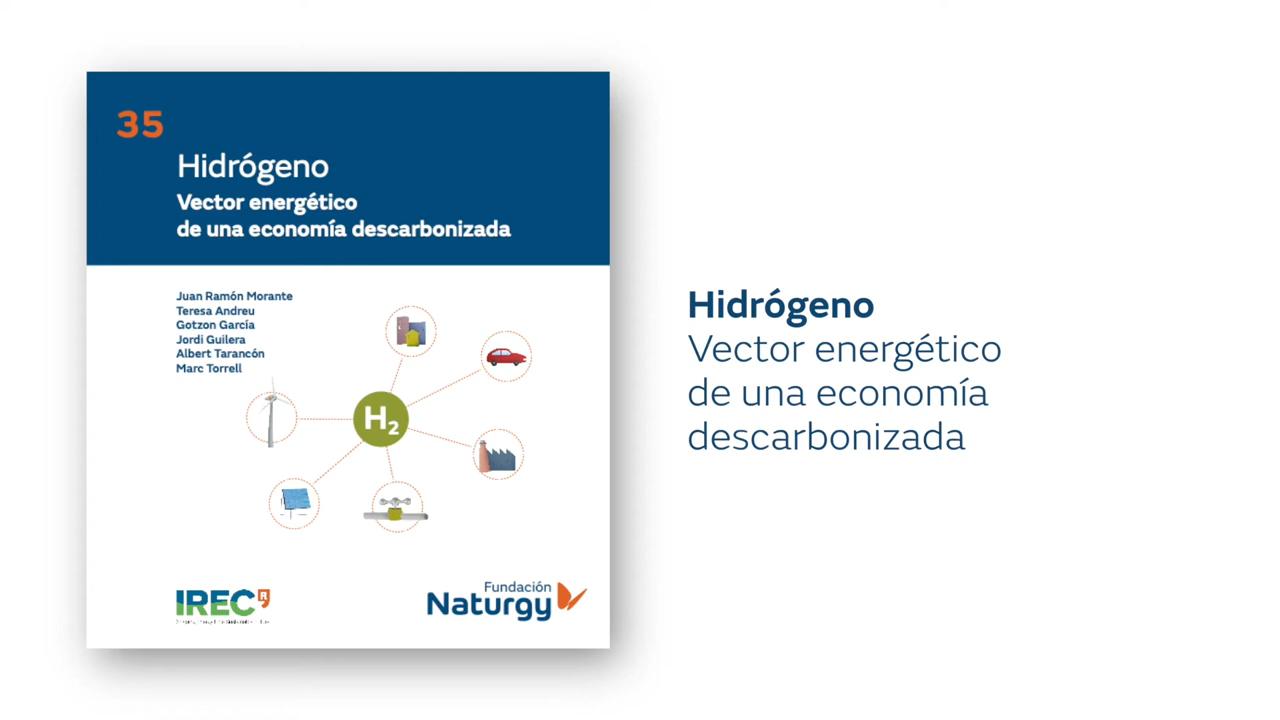 35
Hidrógeno
Vector energético
de una economía descarbonizada
Juan Ramón Morante
Teresa Andreu
Gotzon García
Jordi Guilera
Albert Tarancón
Marc Torrell
H₂
IREC
Fundación
Naturgy
Hidrógeno
Vector energético
de una economía
descarbonizada